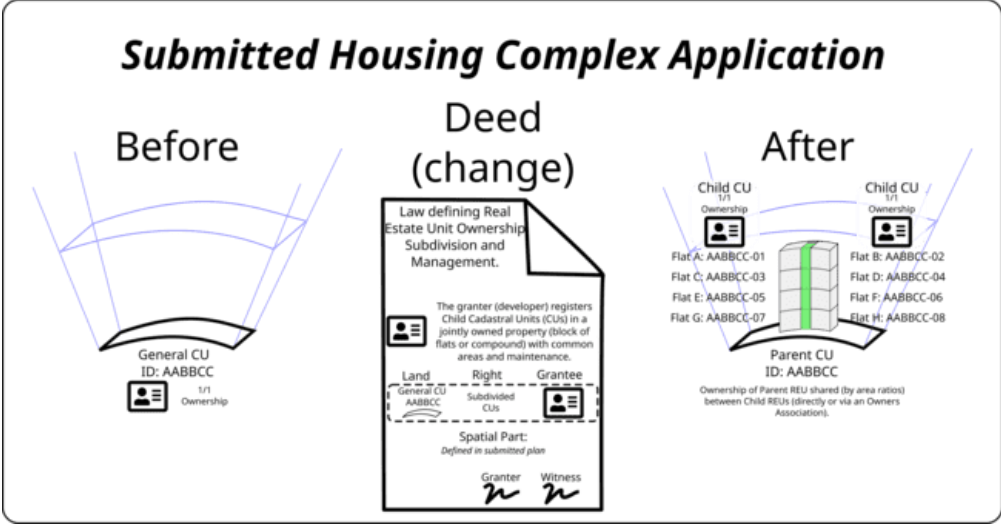 Submitted Housing Complex Application
Before
Deed
(change)
After
General CU
ID: AABBCC
1/1
Ownership
Law defining Real
Estate Unit Ownership
Subdivision and
Management.
The granter (developer) registers
Child Cadastral Units (CUs) in a
jointly owned property (block of
flats or compound) with common
areas and maintenance.
Land Right Grantee
General CU
AABBCC
Subdivided
CUs
Spatial Part:
Defined in submitted plan
Granter Witness
Child CU
1/1
Ownership
Child CU
1/1
Ownership
Flat A: AABBCC-01
Flat C: AABBCC-03
Flat E: AABBCC-05
Flat G: AABBCC-07
Flat B: AABBCC-02
Flat D: AABBCC-04
Flat F: AABBCC-06
Flat H: AABBCC-08
Parent CU
ID: AABBCC
Ownership of Parent REU shared (by area ratios)
between Child REUs (directly or via an Owners
Association).